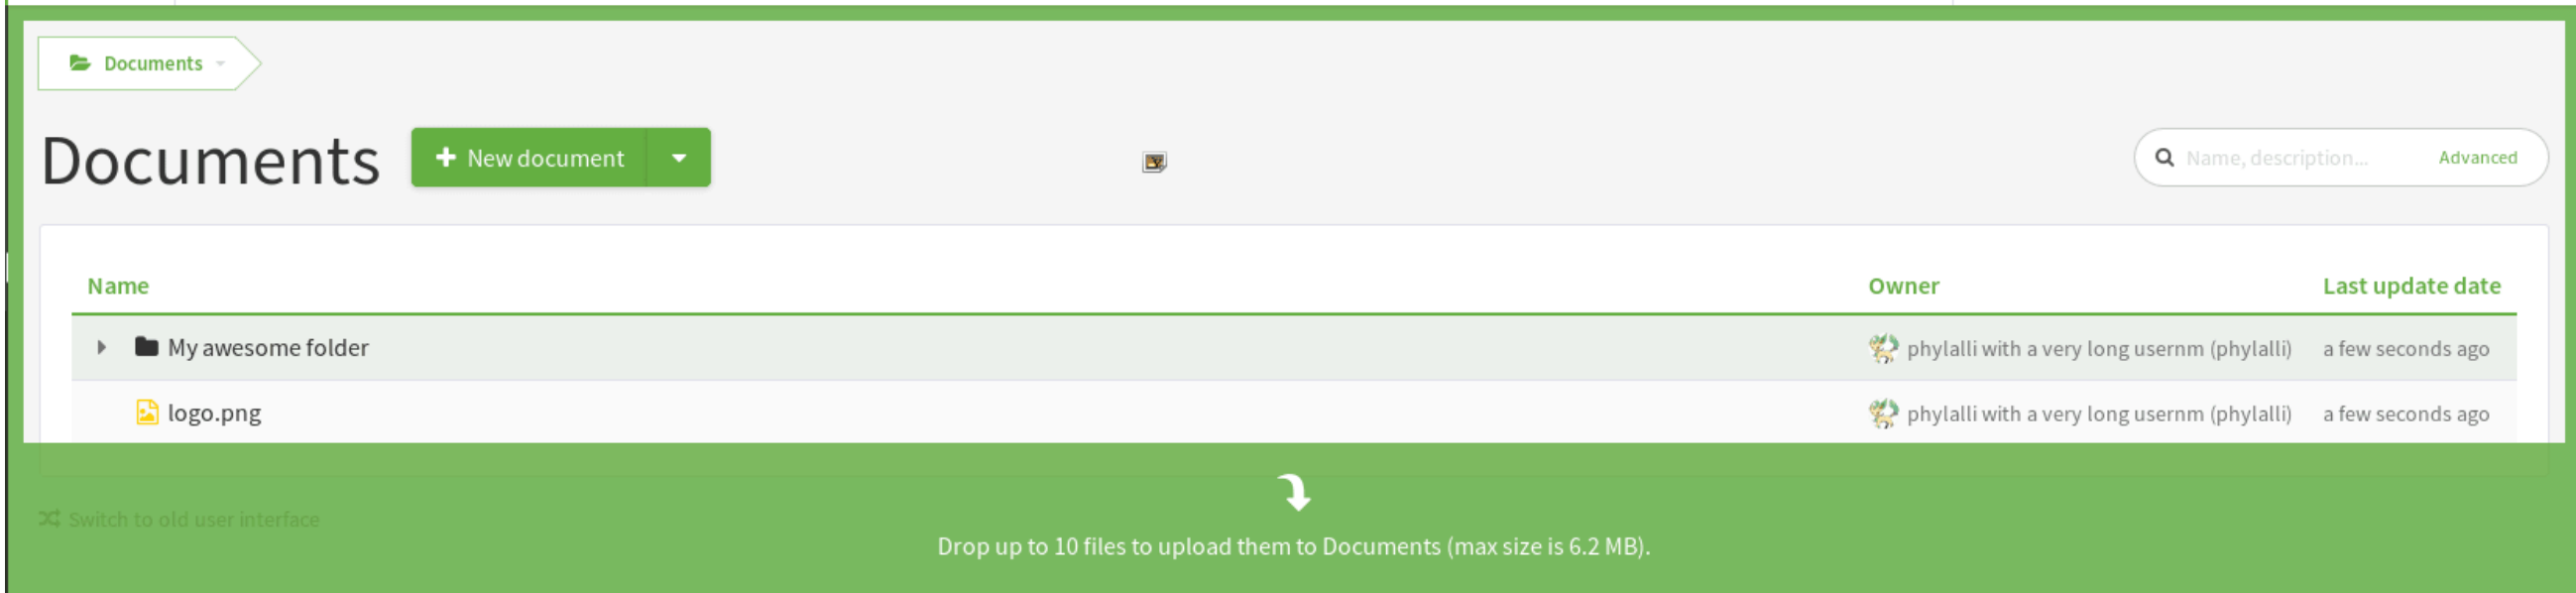 Documents
Documents
New document
Name, description...
Advanced
Name
Owner
Last update date
My awesome folder
phylalli with a very long usernm (phylalli)
a few seconds ago
logo.png
phylalli with a very long usernm (phylalli)
a few seconds ago
Switch to old user interface
Drop up to 10 files to upload them to Documents (max size is 6.2 MB).